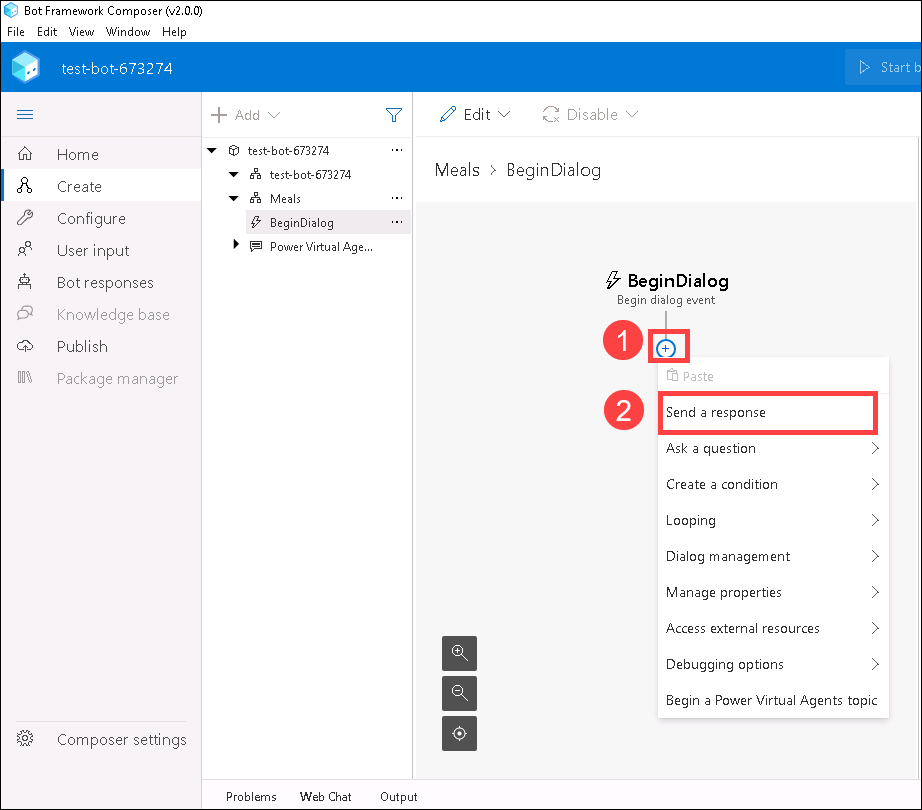 Bot Framework Composer (v2.0.0)
File Edit View Window Help
test-bot-673274
Start b
Home
Create
Configure
User input
Bot responses
Knowledge base
Publish
Package manager
Composer settings
Add
test-bot-673274
test-bot-673274
Meals
BeginDialog
Power Virtual Age...
Edit Disable
Meals > BeginDialog
BeginDialog
Begin dialog event
1
Paste
2
Send a response
Ask a question
Create a condition
Looping
Dialog management
Manage properties
Access external resources
Debugging options
Begin a Power Virtual Agents topic
Problems Web Chat Output